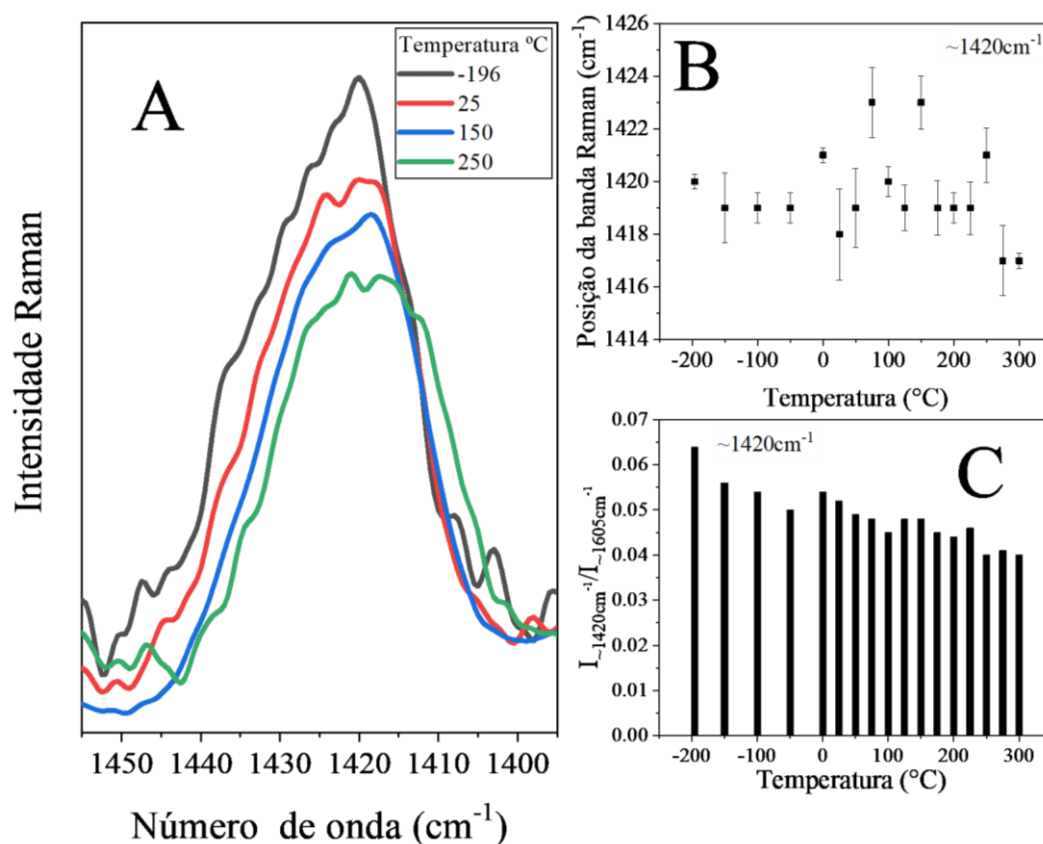 A
Temperatura ºC
-196
25
150
250
Intensidade Raman
1450 1440 1430 1420 1410 1400
Número de onda (cm⁻¹)
B
~1420cm⁻¹
Posição da banda Raman (cm⁻¹)
1426
1424
1422
1420
1418
1416
1414
-200 -100 0 100 200 300
Temperatura (°C)
C
~1420cm⁻¹
I~1420cm⁻¹/I~1605cm⁻¹
0.07
0.06
0.05
0.04
0.03
0.02
0.01
0.00
-200 -100 0 100 200 300
Temperatura (°C)